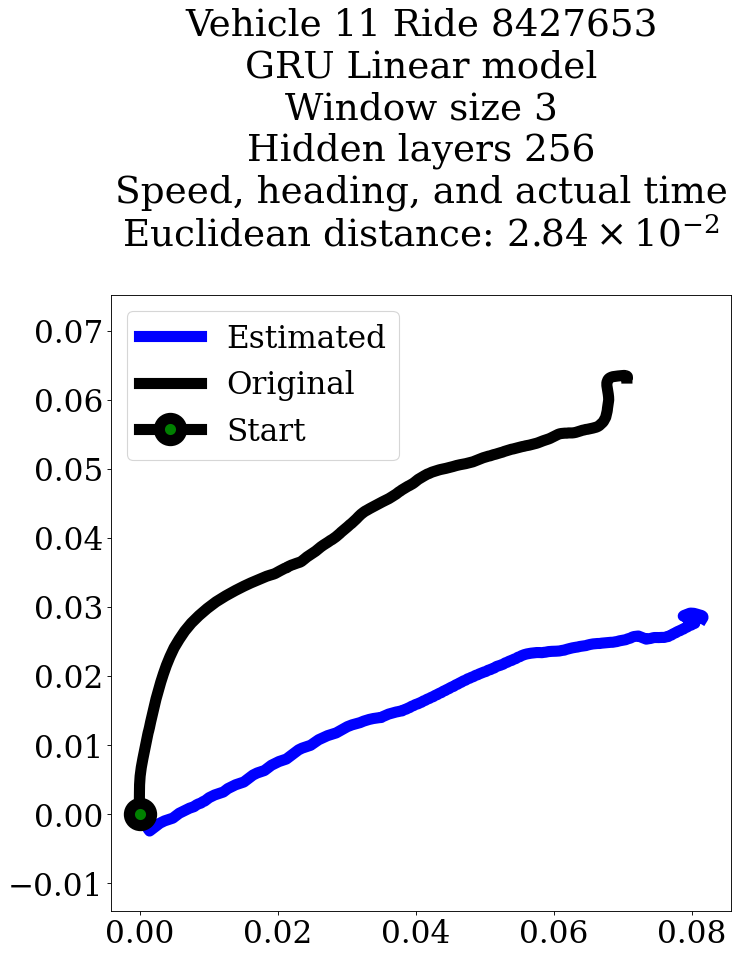 Vehicle 11 Ride 8427653
GRU Linear model
Window size 3
Hidden layers 256
Speed, heading, and actual time
Euclidean distance: 2.84 × 10⁻²
Estimated
Original
Start
0.07
0.06
0.05
0.04
0.03
0.02
0.01
0.00
−0.01
0.00 0.02 0.04 0.06 0.08